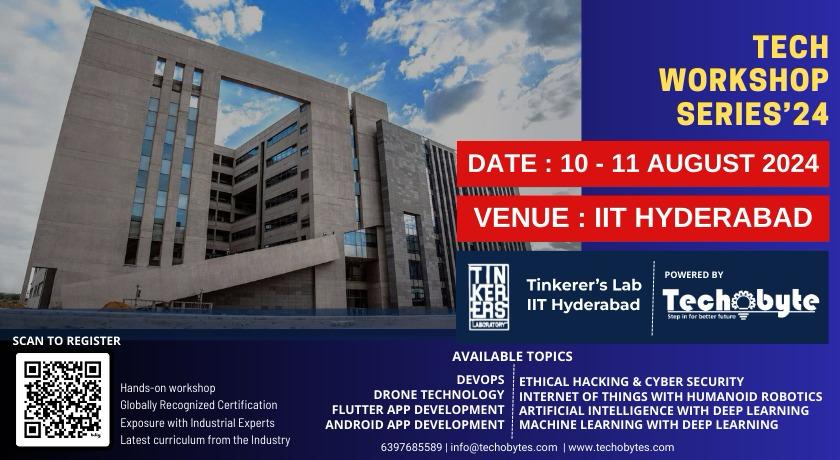 TECH
WORKSHOP
SERIES'24
DATE : 10 - 11 AUGUST 2024
VENUE : IIT HYDERABAD
TIN
KER
ERS
LABORATORY
Tinkerer's Lab
IIT Hyderabad
POWERED BY
Techobyte
Step in for better future
SCAN TO REGISTER
Hands-on workshop
Globally Recognized Certification
Exposure with Industrial Experts
Latest curriculum from the Industry
AVAILABLE TOPICS
DEVOPS
DRONE TECHNOLOGY
FLUTTER APP DEVELOPMENT
ANDROID APP DEVELOPMENT
ETHICAL HACKING & CYBER SECURITY
INTERNET OF THINGS WITH HUMANOID ROBOTICS
ARTIFICIAL INTELLIGENCE WITH DEEP LEARNING
MACHINE LEARNING WITH DEEP LEARNING
6397685589 | info@techobytes.com | www.techobytes.com